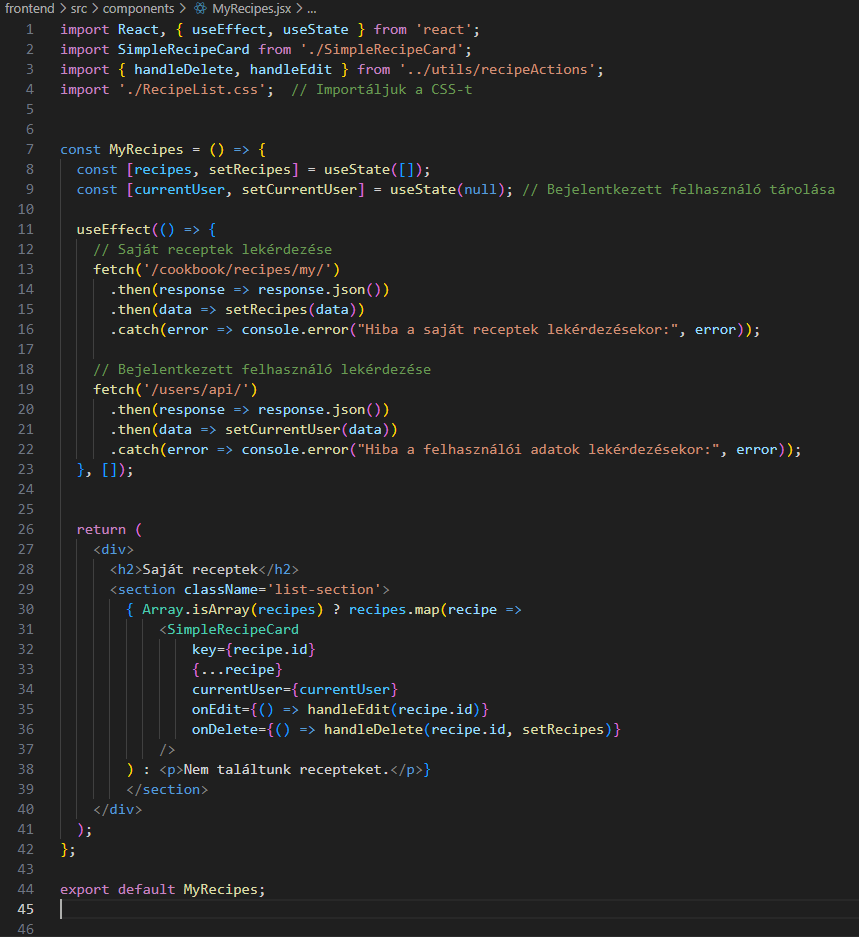 frontend > src > components > MyRecipes.jsx > ...
1 import React, { useEffect, useState } from 'react';
2 import SimpleRecipeCard from './SimpleRecipeCard';
3 import { handleDelete, handleEdit } from '../utils/recipeActions';
4 import './RecipeList.css';  // Importáljuk a CSS-t
5
6
7 const MyRecipes = () => {
8   const [recipes, setRecipes] = useState([]);
9   const [currentUser, setCurrentUser] = useState(null); // Bejelentkezett felhasználó tárolása
10
11   useEffect(() => {
12     // Saját receptek lekérdezése
13     fetch('/cookbook/recipes/my/')
14       .then(response => response.json())
15       .then(data => setRecipes(data))
16       .catch(error => console.error("Hiba a saját receptek lekérdezésekor:", error));
17
18     // Bejelentkezett felhasználó lekérdezése
19     fetch('/users/api/')
20       .then(response => response.json())
21       .then(data => setCurrentUser(data))
22       .catch(error => console.error("Hiba a felhasználói adatok lekérdezésekor:", error));
23   }, []);
24
25
26   return (
27     <div>
28       <h2>Saját receptek</h2>
29       <section className='list-section'>
30         { Array.isArray(recipes) ? recipes.map(recipe =>
31             <SimpleRecipeCard
32                 key={recipe.id}
33                 {...recipe}
34                 currentUser={currentUser}
35                 onEdit={() => handleEdit(recipe.id)}
36                 onDelete={() => handleDelete(recipe.id, setRecipes)}
37             />
38         ) : <p>Nem találtunk recepteket.</p>}
39         </section>
40     </div>
41   );
42 };
43
44 export default MyRecipes;
45
46